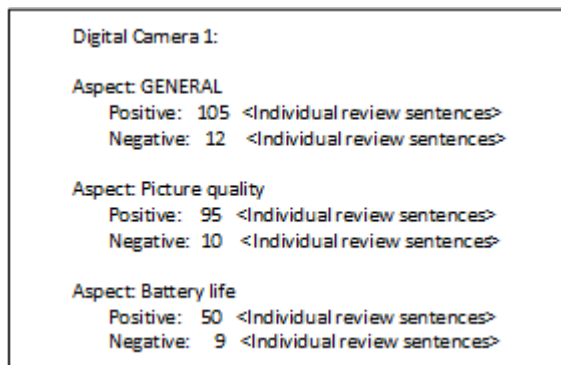 Digital Camera 1:
Aspect: GENERAL
Positive: 105 <Individual review sentences>
Negative: 12 <Individual review sentences>
Aspect: Picture quality
Positive: 95 <Individual review sentences>
Negative: 10 <Individual review sentences>
Aspect: Battery life
Positive: 50 <Individual review sentences>
Negative: 9 <Individual review sentences>